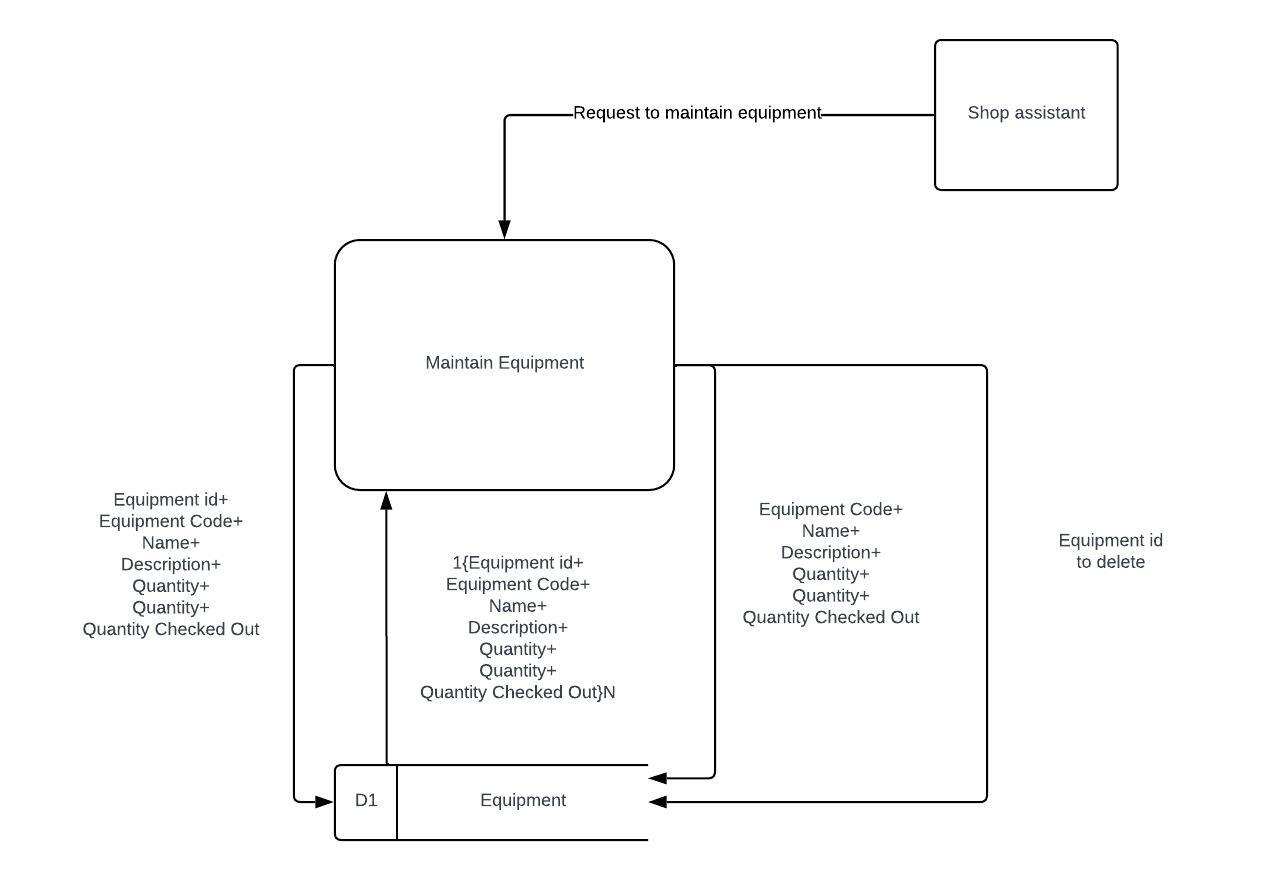 Request to maintain equipment
Shop assistant
Maintain Equipment
Equipment id+
Equipment Code+
Name+
Description+
Quantity+
Quantity+
Quantity Checked Out
1{Equipment id+
Equipment Code+
Name+
Description+
Quantity+
Quantity+
Quantity Checked Out}N
Equipment Code+
Name+
Description+
Quantity+
Quantity+
Quantity Checked Out
Equipment id
to delete
D1
Equipment